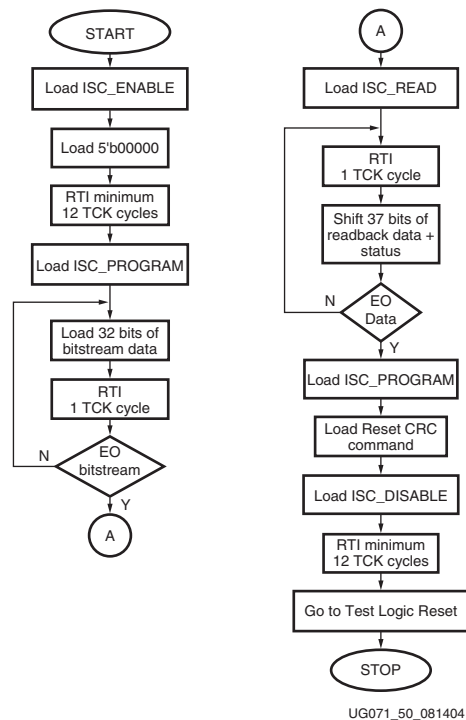 START
Load ISC_ENABLE
Load 5'b00000
RTI minimum
12 TCK cycles
Load ISC_PROGRAM
Load 32 bits of
bitstream data
RTI
1 TCK cycle
N
EO
bitstream
Y
A
A
Load ISC_READ
RTI
1 TCK cycle
Shift 37 bits of
readback data +
status
N
EO
Data
Y
Load ISC_PROGRAM
Load Reset CRC
command
Load ISC_DISABLE
RTI minimum
12 TCK cycles
Go to Test Logic Reset
STOP
UG071_50_081404